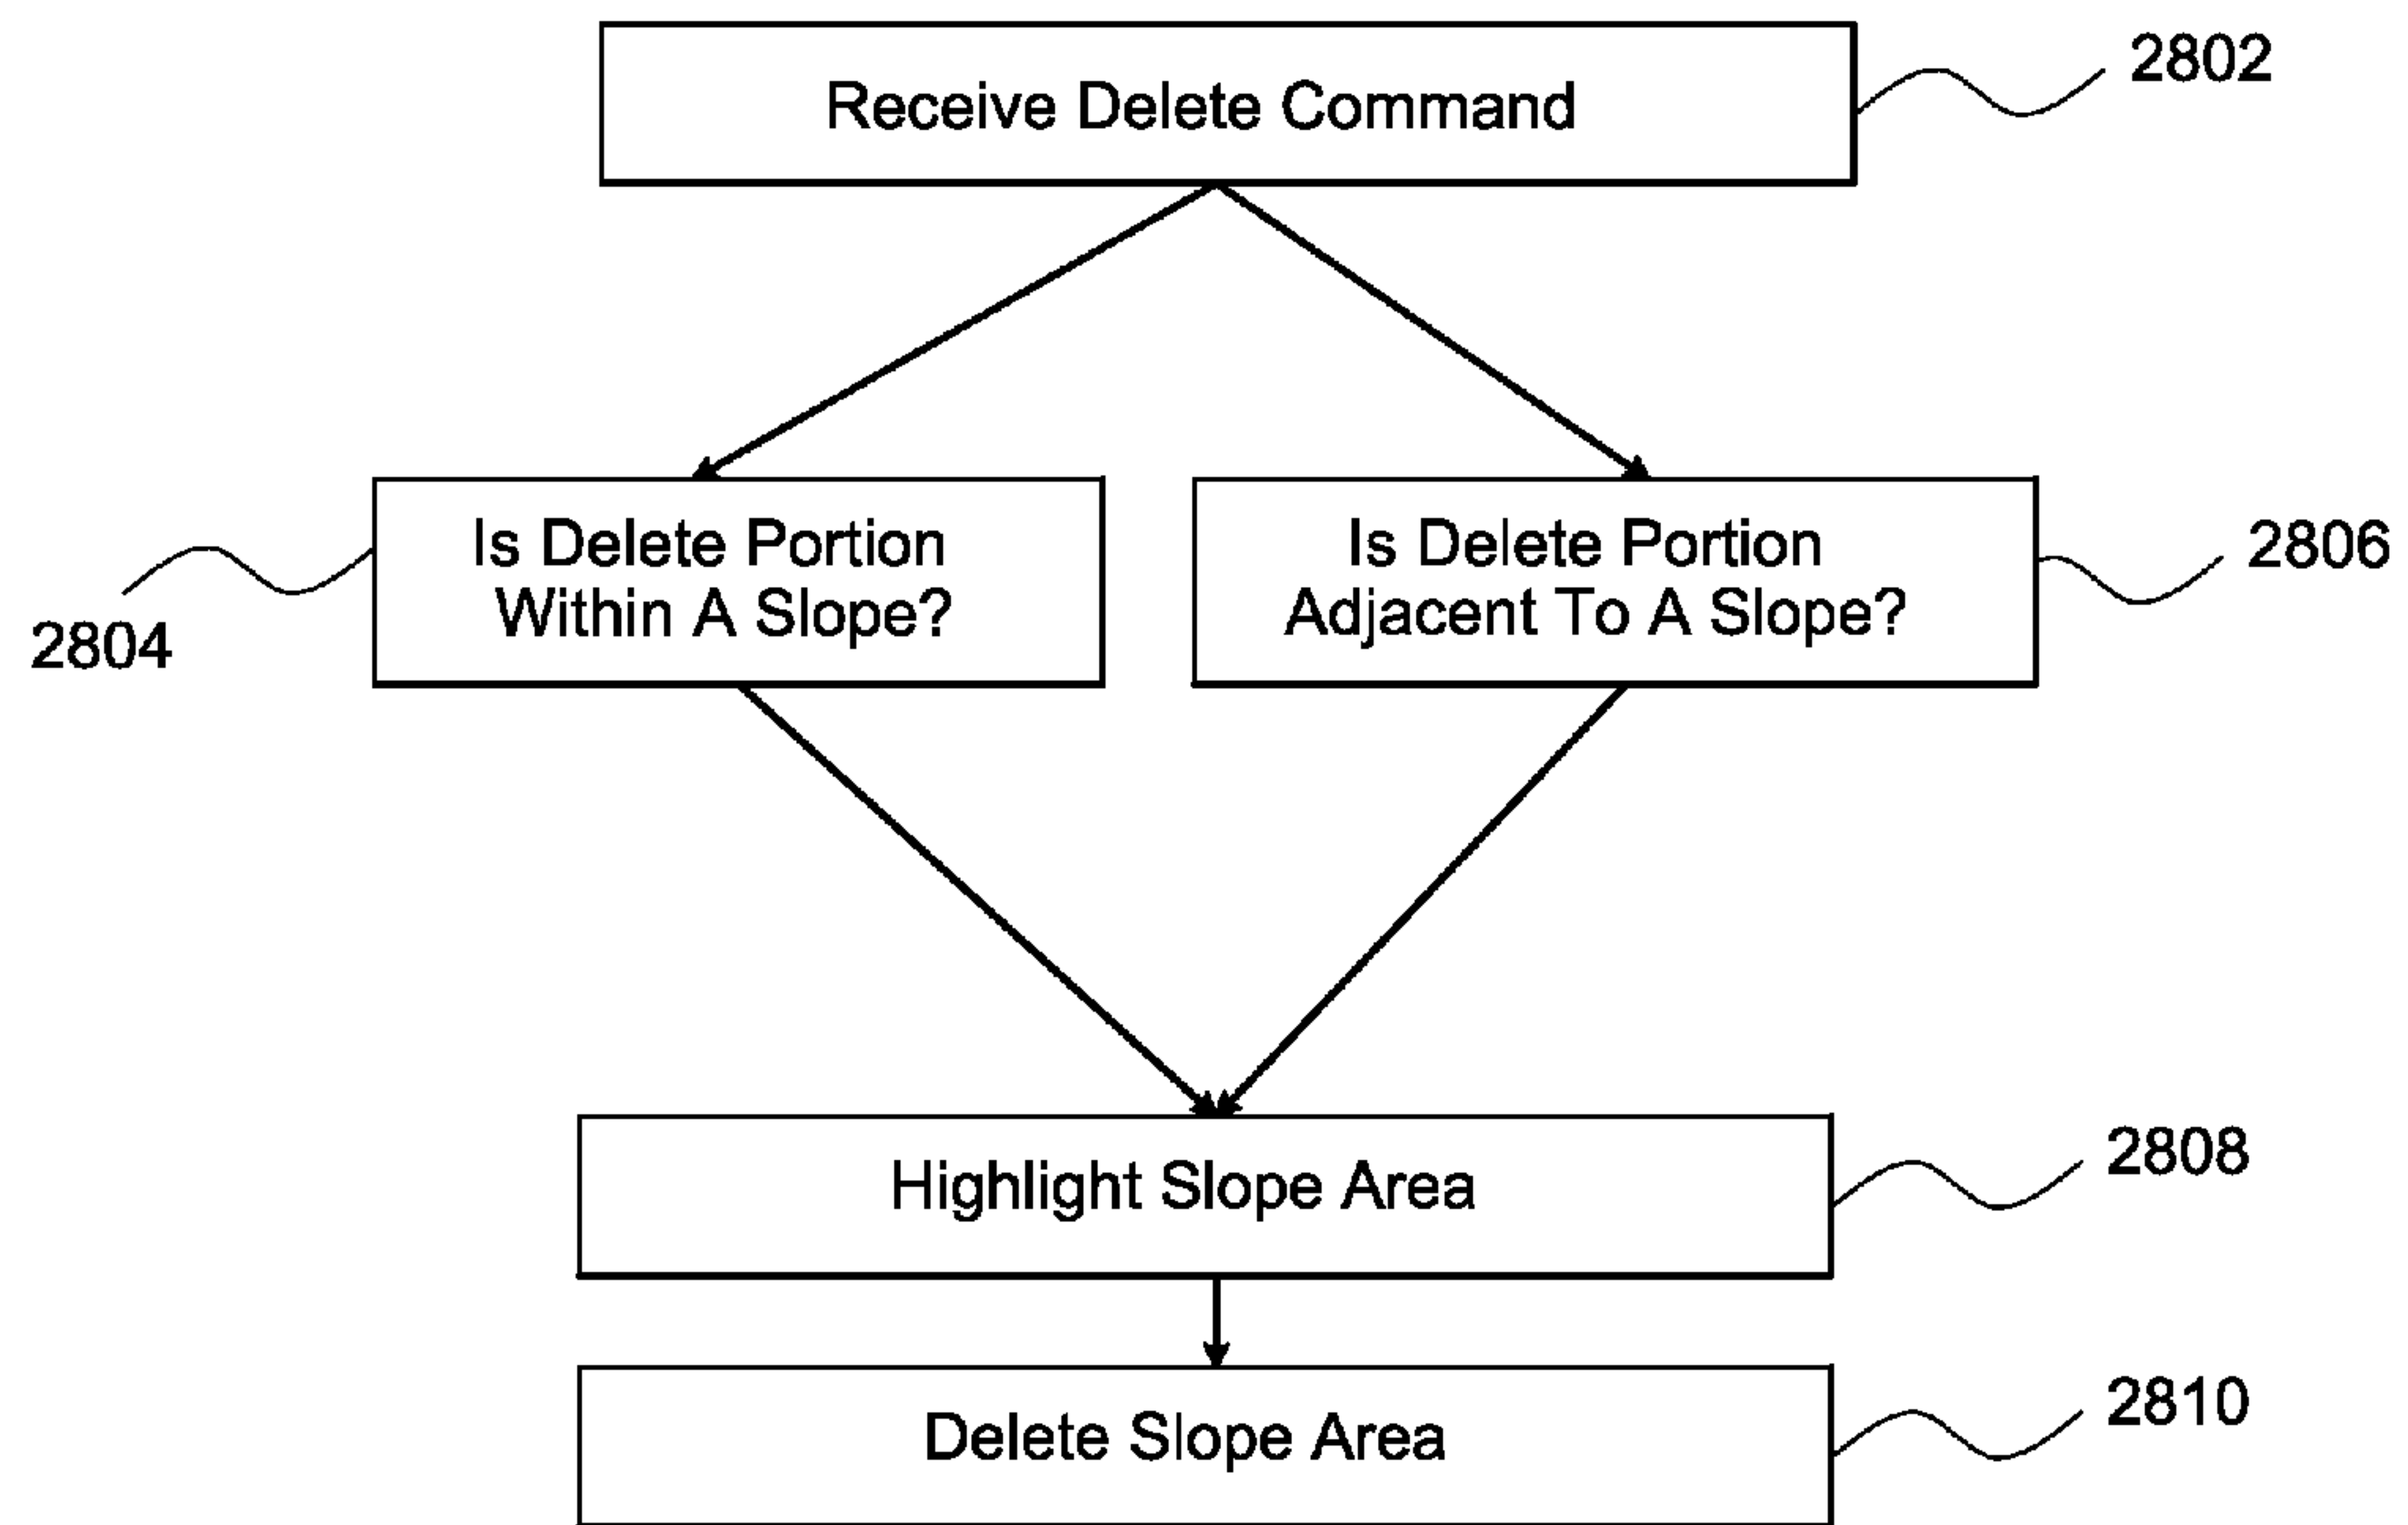 Receive Delete Command
2802
Is Delete Portion
Within A Slope?
2804
Is Delete Portion
Adjacent To A Slope?
2806
Highlight Slope Area
2808
Delete Slope Area
2810